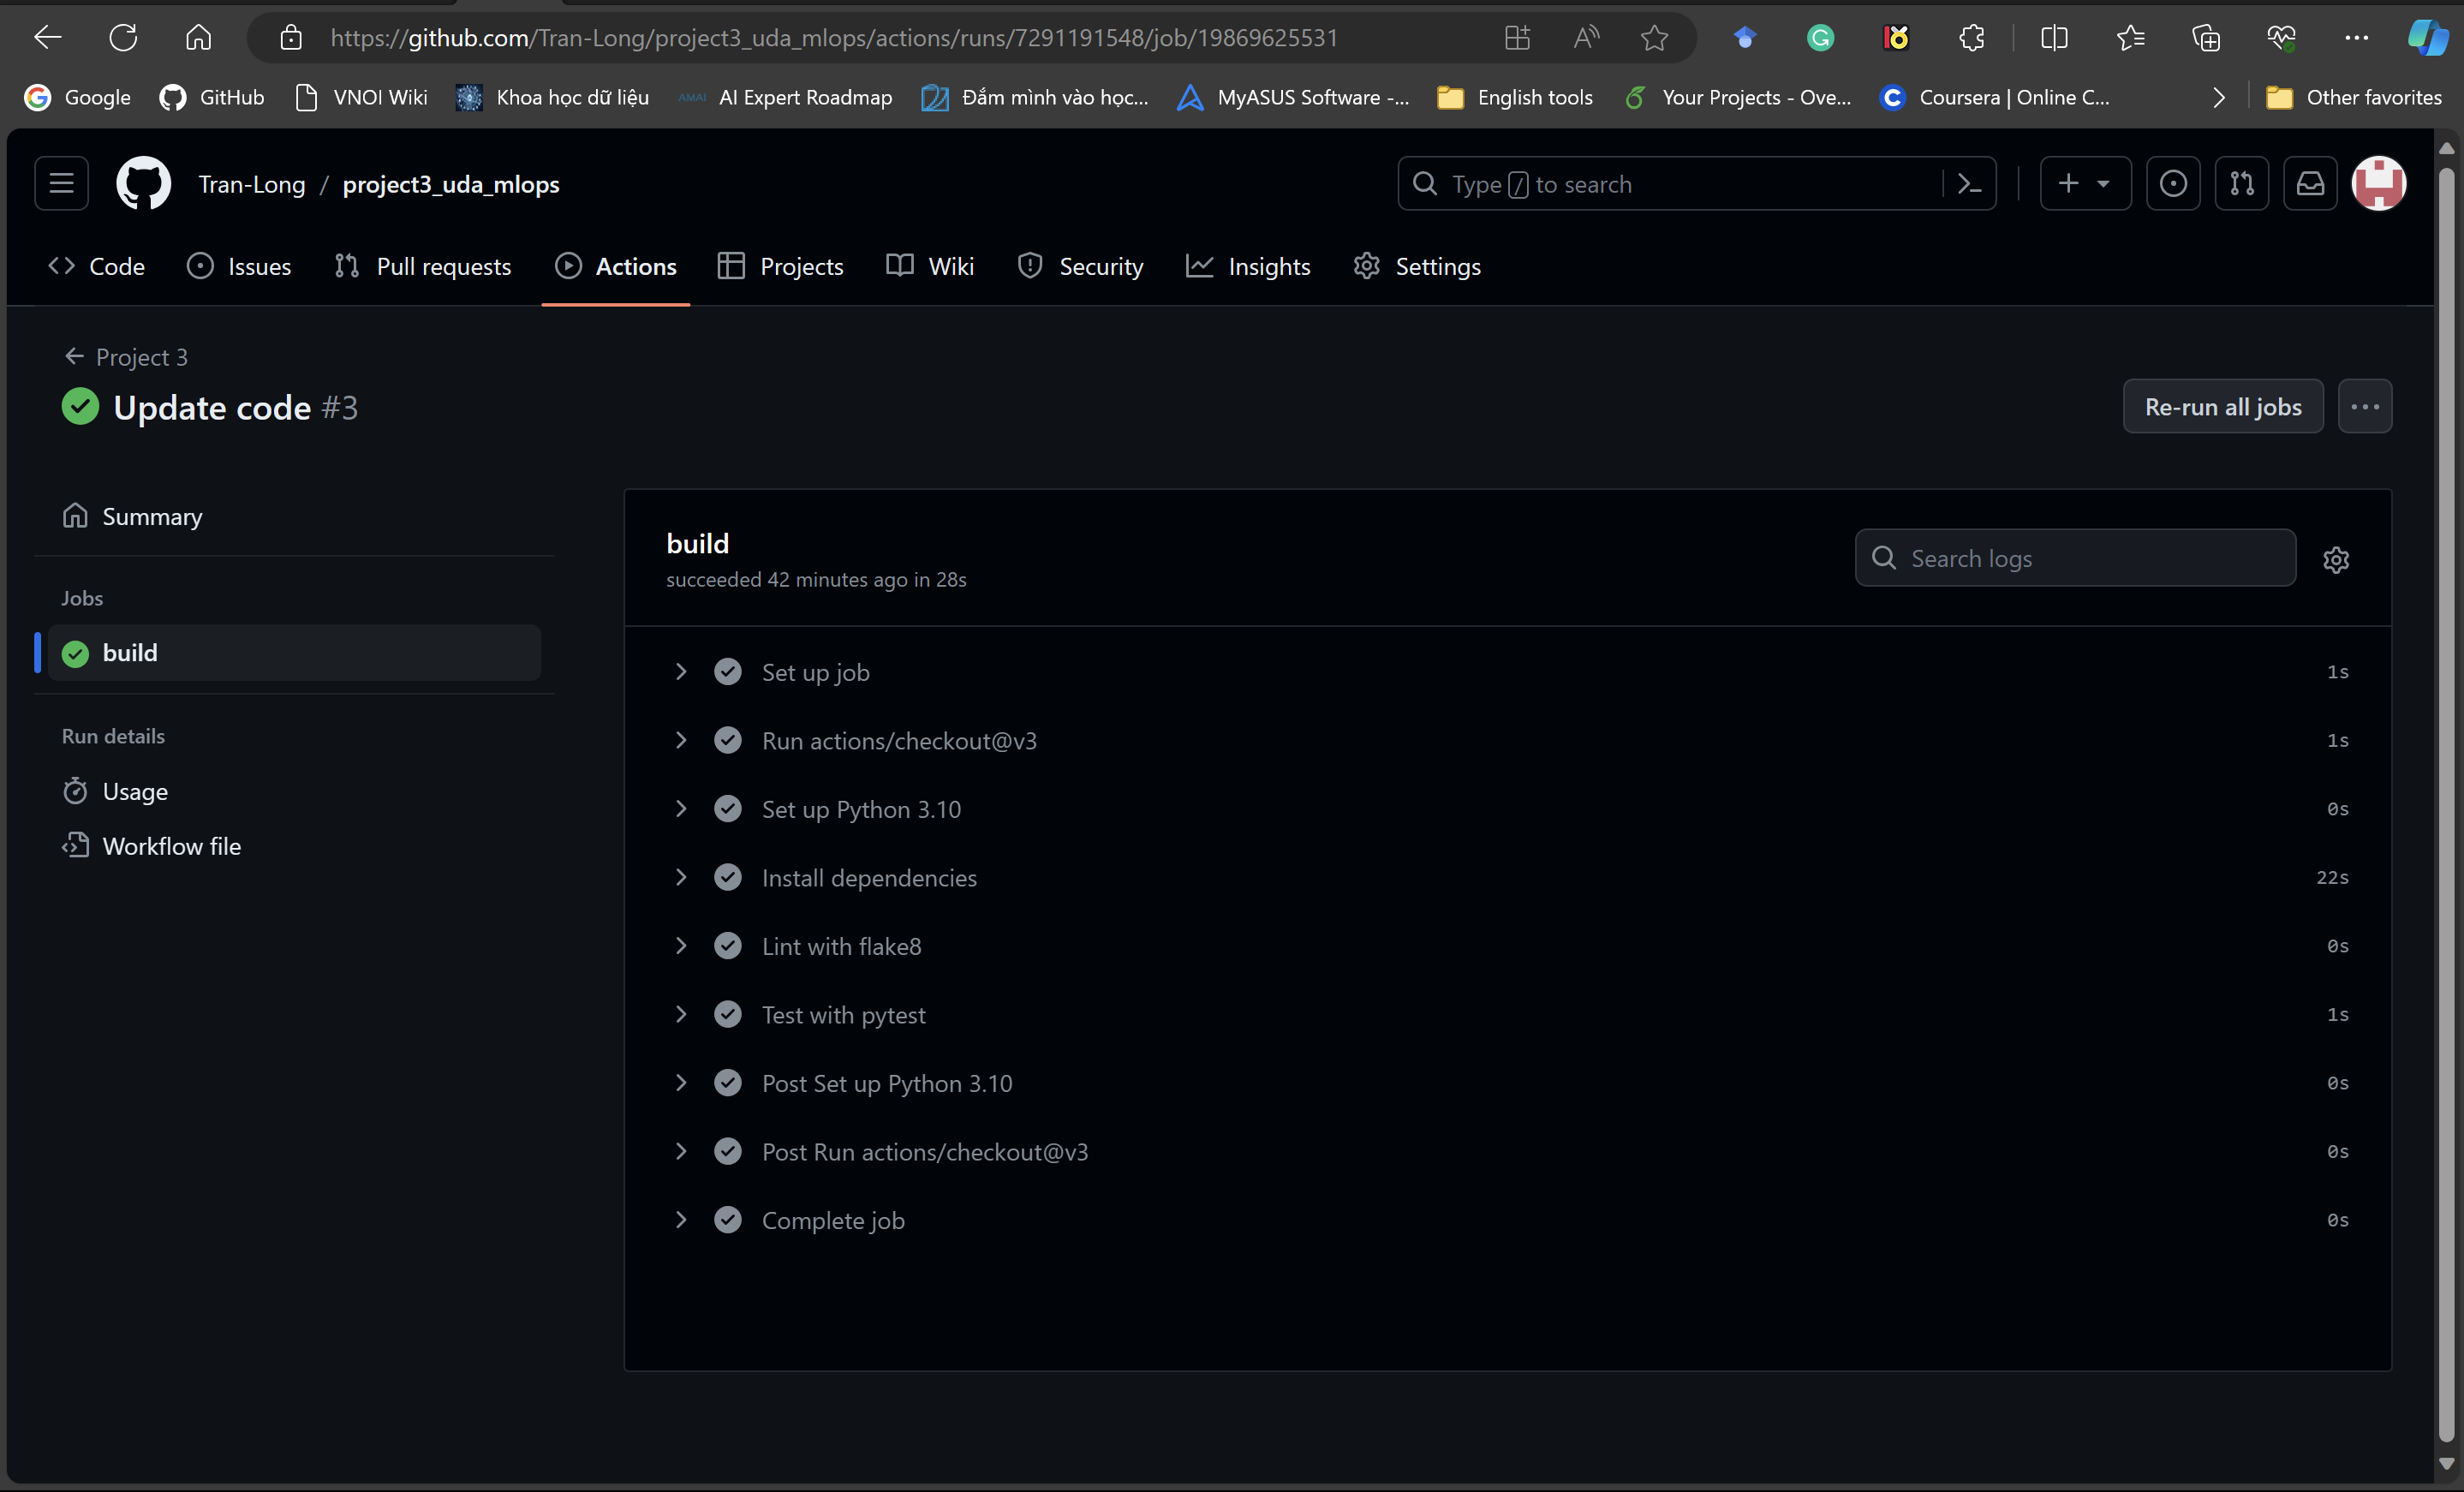 https://github.com/Tran-Long/project3_uda_mlops/actions/runs/7291191548/job/19869625531
Google GitHub VNOI Wiki Khoa học dữ liệu AMAI AI Expert Roadmap Đắm mình vào học... MyASUS Software -... English tools Your Projects - Ove... Coursera | Online C... Other favorites
Tran-Long / project3_uda_mlops Type / to search
Code Issues Pull requests Actions Projects Wiki Security Insights Settings
Project 3
Update code #3
Re-run all jobs
Summary
Jobs
build
Run details
Usage
Workflow file
build
succeeded 42 minutes ago in 28s
Search logs
Set up job 1s
Run actions/checkout@v3 1s
Set up Python 3.10 0s
Install dependencies 22s
Lint with flake8 0s
Test with pytest 1s
Post Set up Python 3.10 0s
Post Run actions/checkout@v3 0s
Complete job 0s